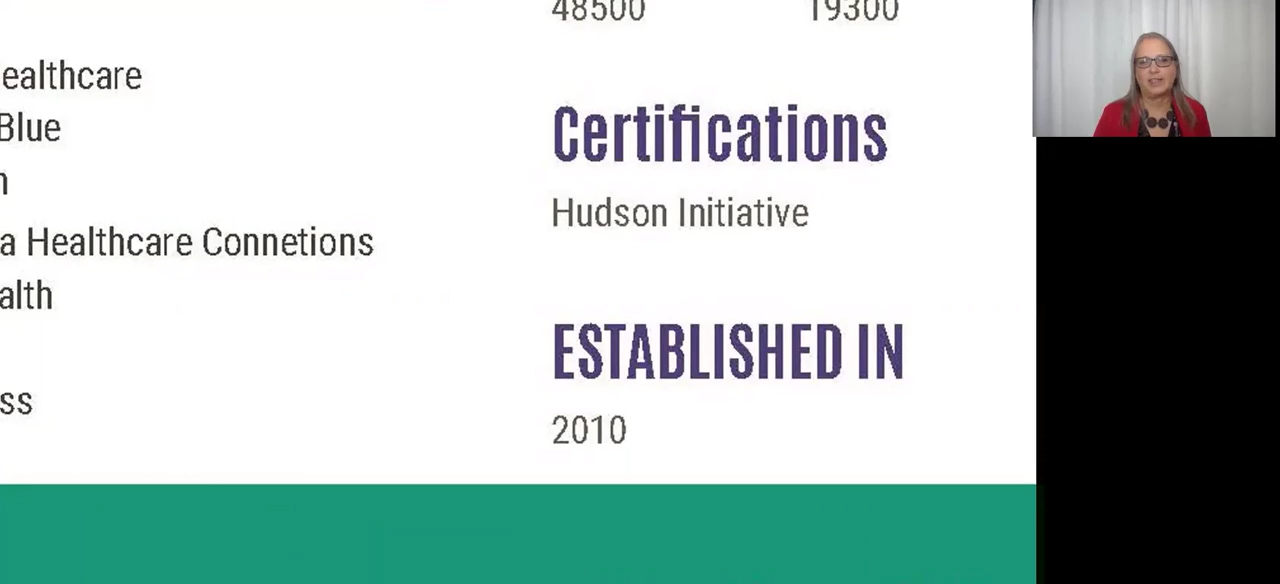 48500 19300
ealthcare
Blue
n
a Healthcare Connetions
alth
ss
Certifications
Hudson Initiative
ESTABLISHED IN
2010